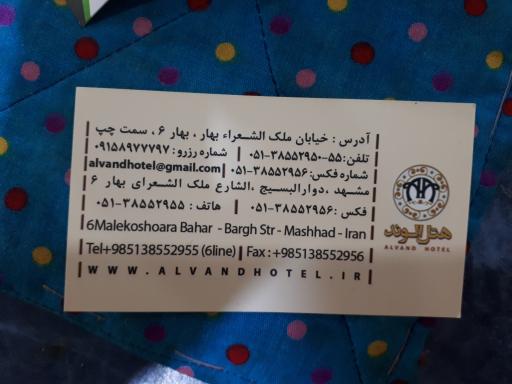 آدرس : خیابان ملک الشعراء بهار ، بهار ۶ ، سمت چپ
تلفن: ۵۵-۳۸۵۵۲۹۵۰-۰۵۱ | شماره رزرو: ۰۹۱۵۸۹۷۷۷۹۷
شماره فکس: ۳۸۵۵۲۹۵۶-۰۵۱ | alvandhotel@gmail.com
مشهد ،دوارالبسیج ،الشارع ملک الشعرای بهار ۶
فکس :۳۸۵۵۲۹۵۶-۰۵۱ | هاتف : ۳۸۵۵۲۹۵۵-۰۵۱
6Malekoshoara Bahar - Bargh Str - Mashhad - Iran
Tel+985138552955 (6line) | Fax : +985138552956
WWW.ALVANDHOTEL.IR
هتل الوند
ALVAND HOTEL